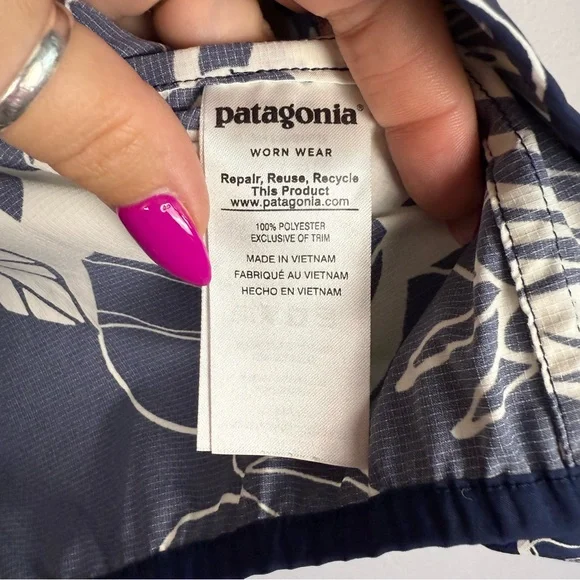 patagonia®
WORN WEAR
Repair, Reuse, Recycle
This Product
www.patagonia.com
100% POLYESTER
EXCLUSIVE OF TRIM
MADE IN VIETNAM
FABRIQUÉ AU VIETNAM
HECHO EN VIETNAM